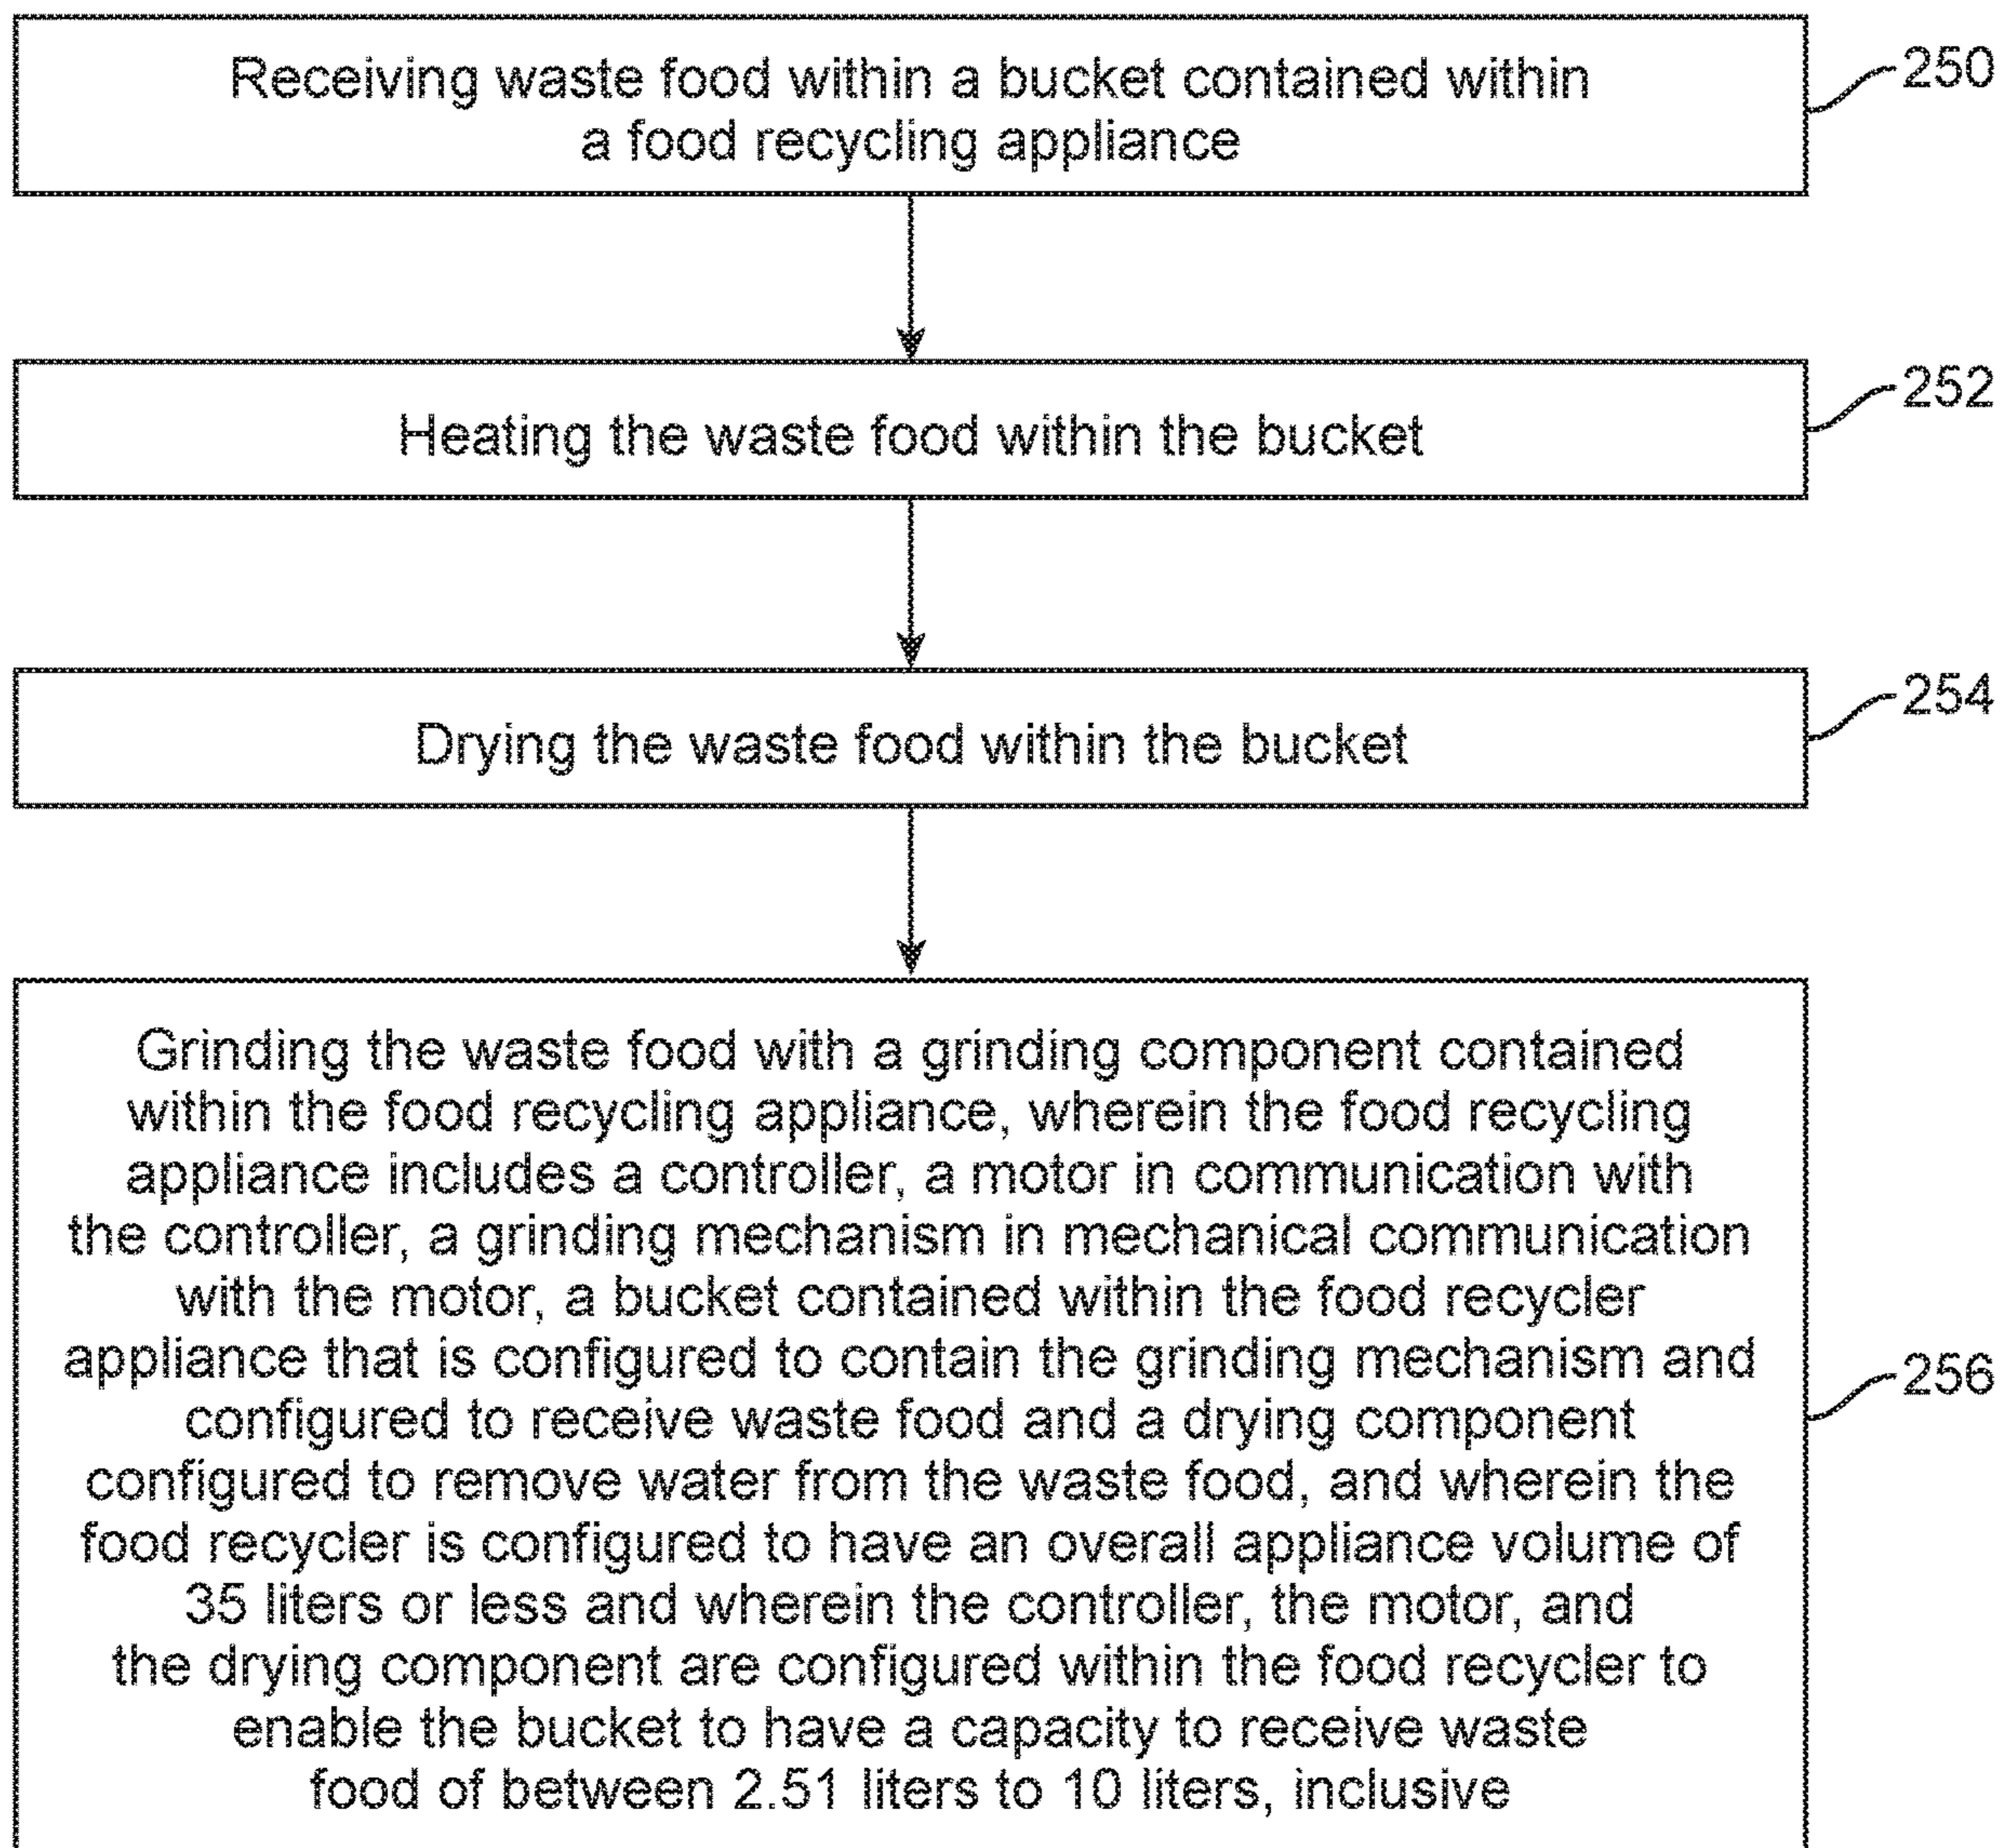 Receiving waste food within a bucket contained within
a food recycling appliance
250
Heating the waste food within the bucket
252
Drying the waste food within the bucket
254
Grinding the waste food with a grinding component contained
within the food recycling appliance, wherein the food recycling
appliance includes a controller, a motor in communication with
the controller, a grinding mechanism in mechanical communication
with the motor, a bucket contained within the food recycler
appliance that is configured to contain the grinding mechanism and
configured to receive waste food and a drying component
configured to remove water from the waste food, and wherein the
food recycler is configured to have an overall appliance volume of
35 liters or less and wherein the controller, the motor, and
the drying component are configured within the food recycler to
enable the bucket to have a capacity to receive waste
food of between 2.51 liters to 10 liters, inclusive
256